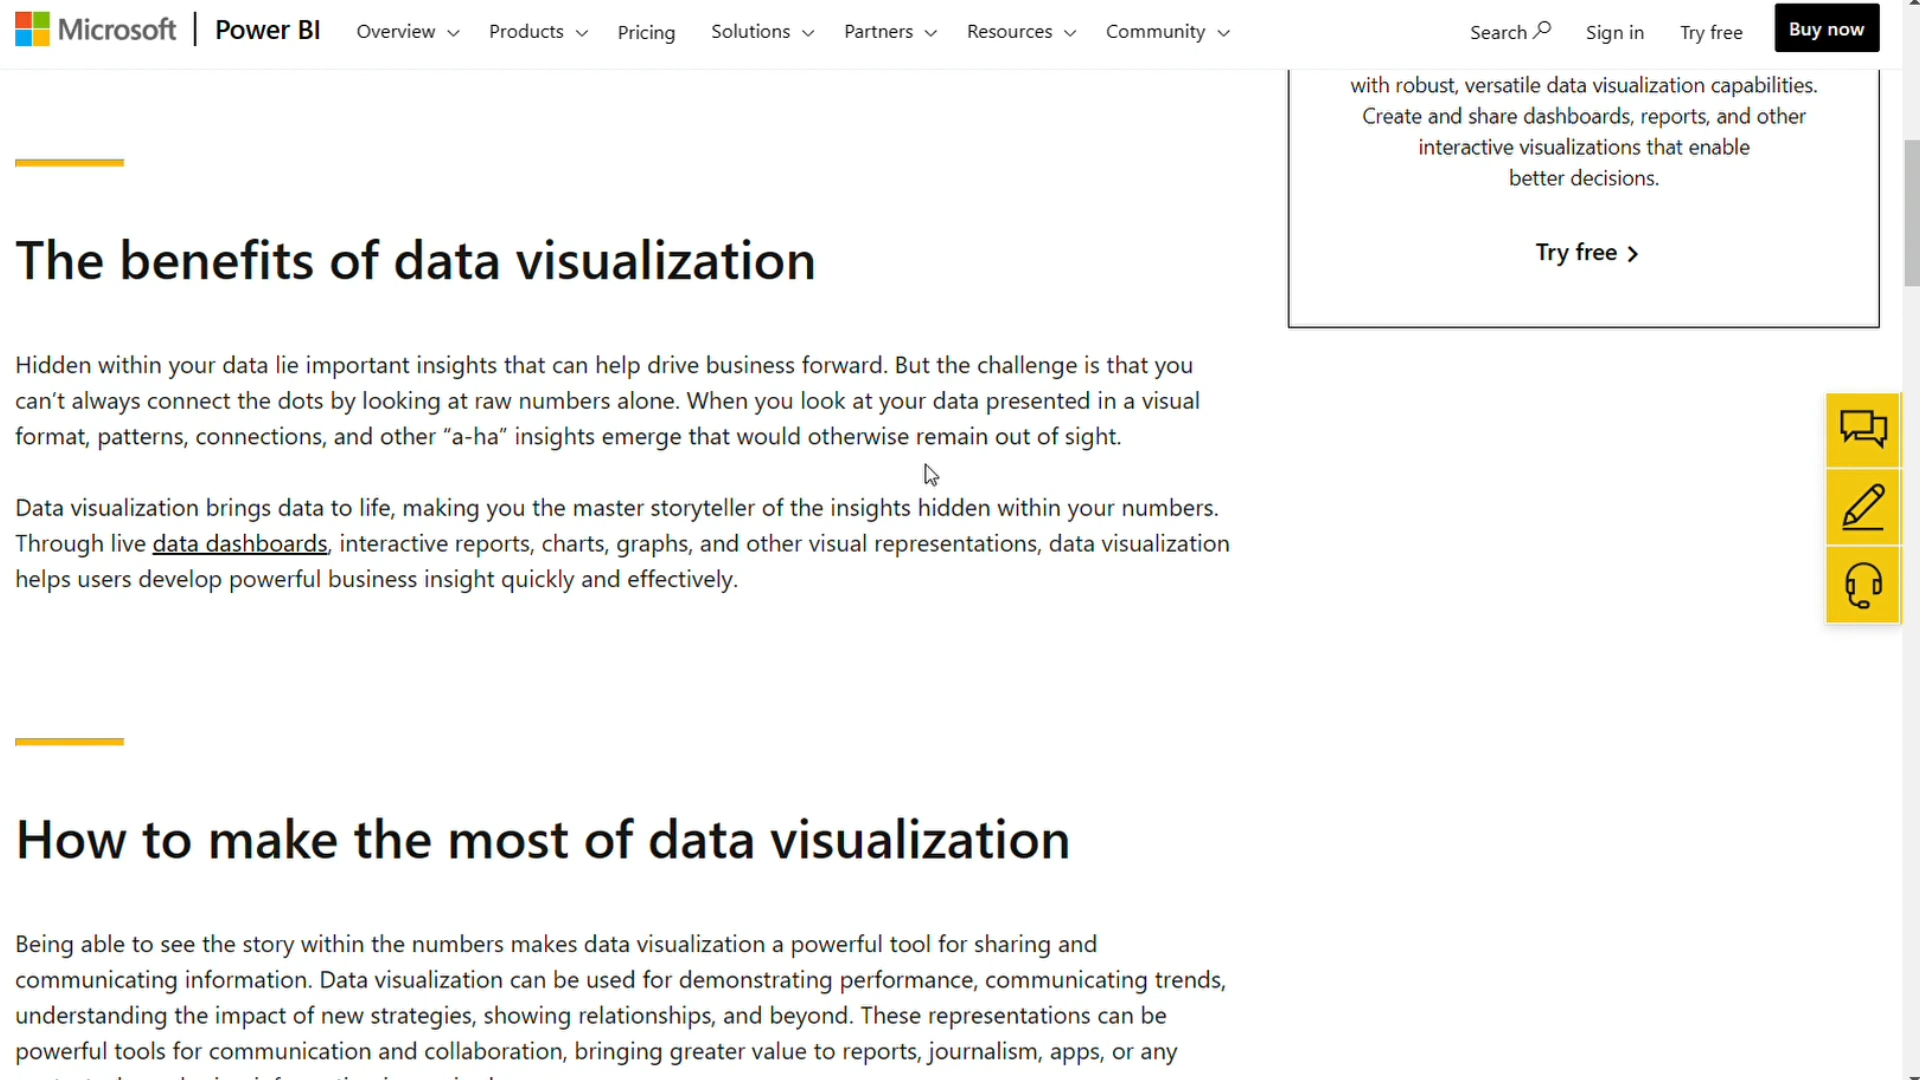 Microsoft | Power BI Overview Products Pricing Solutions Partners Resources Community Search Sign in Try free Buy now
with robust, versatile data visualization capabilities.
Create and share dashboards, reports, and other
interactive visualizations that enable
better decisions.
Try free
The benefits of data visualization
Hidden within your data lie important insights that can help drive business forward. But the challenge is that you
can’t always connect the dots by looking at raw numbers alone. When you look at your data presented in a visual
format, patterns, connections, and other “a-ha” insights emerge that would otherwise remain out of sight.
Data visualization brings data to life, making you the master storyteller of the insights hidden within your numbers.
Through live data dashboards, interactive reports, charts, graphs, and other visual representations, data visualization
helps users develop powerful business insight quickly and effectively.
How to make the most of data visualization
Being able to see the story within the numbers makes data visualization a powerful tool for sharing and
communicating information. Data visualization can be used for demonstrating performance, communicating trends,
understanding the impact of new strategies, showing relationships, and beyond. These representations can be
powerful tools for communication and collaboration, bringing greater value to reports, journalism, apps, or any